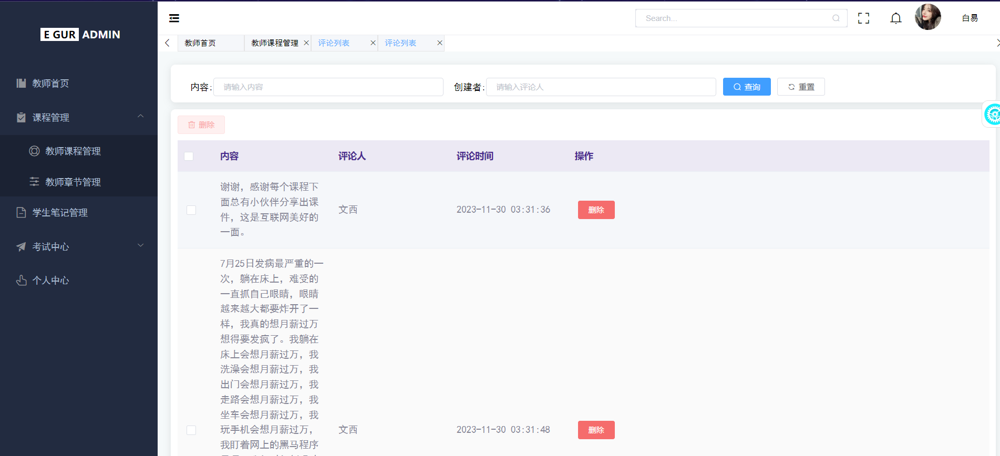 E GUR ADMIN
Search...
白易
教师首页
教师课程管理
评论列表
评论列表
教师首页
课程管理
教师课程管理
教师章节管理
学生笔记管理
考试中心
个人中心
内容:
请输入内容
创建者:
请输入评论人
查询
重置
删除
内容
评论人
评论时间
操作
谢谢，感谢每个课程下
面总有小伙伴分享出课
件，这是互联网美好的
一面。
文西
2023-11-30 03:31:36
删除
7月25日发病最严重的一
次，躺在床上，难受的
一直抓自己眼睛，眼睛
越来越大都要炸开了一
样，我真的想月薪过万
想得要发疯了。我躺在
床上会想月薪过万，我
洗澡会想月薪过万，我
出门会想月薪过万，我
走路会想月薪过万，我
坐车会想月薪过万，我
玩手机会想月薪过万，
我盯着网上的黑马程序
文西
2023-11-30 03:31:48
删除